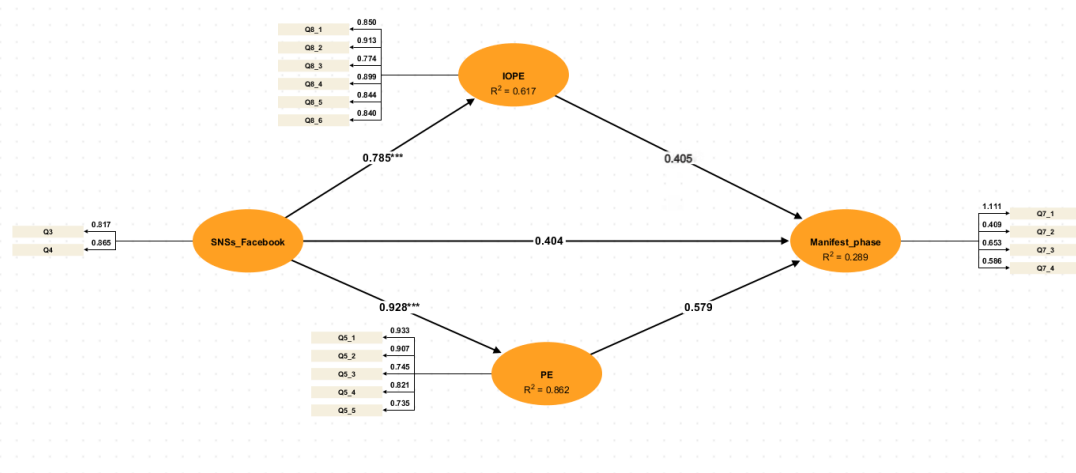 0.850
Q8_1
0.913
Q8_2
0.774
Q8_3
0.899
Q8_4
0.844
Q8_5
0.840
Q8_6
IOPE
R² = 0.617
0.785***
0.405
0.817
Q3
0.865
Q4
SNSs_Facebook
0.404
Manifest_phase
R² = 0.289
1.111
Q7_1
0.409
Q7_2
0.653
Q7_3
0.586
Q7_4
0.928***
0.579
0.933
Q5_1
0.907
Q5_2
0.745
Q5_3
0.821
Q5_4
0.735
Q5_5
PE
R² = 0.862